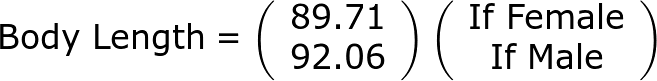 Body Length = ( 89.71 ) ( If Female )
( 92.06 ) ( If Male )